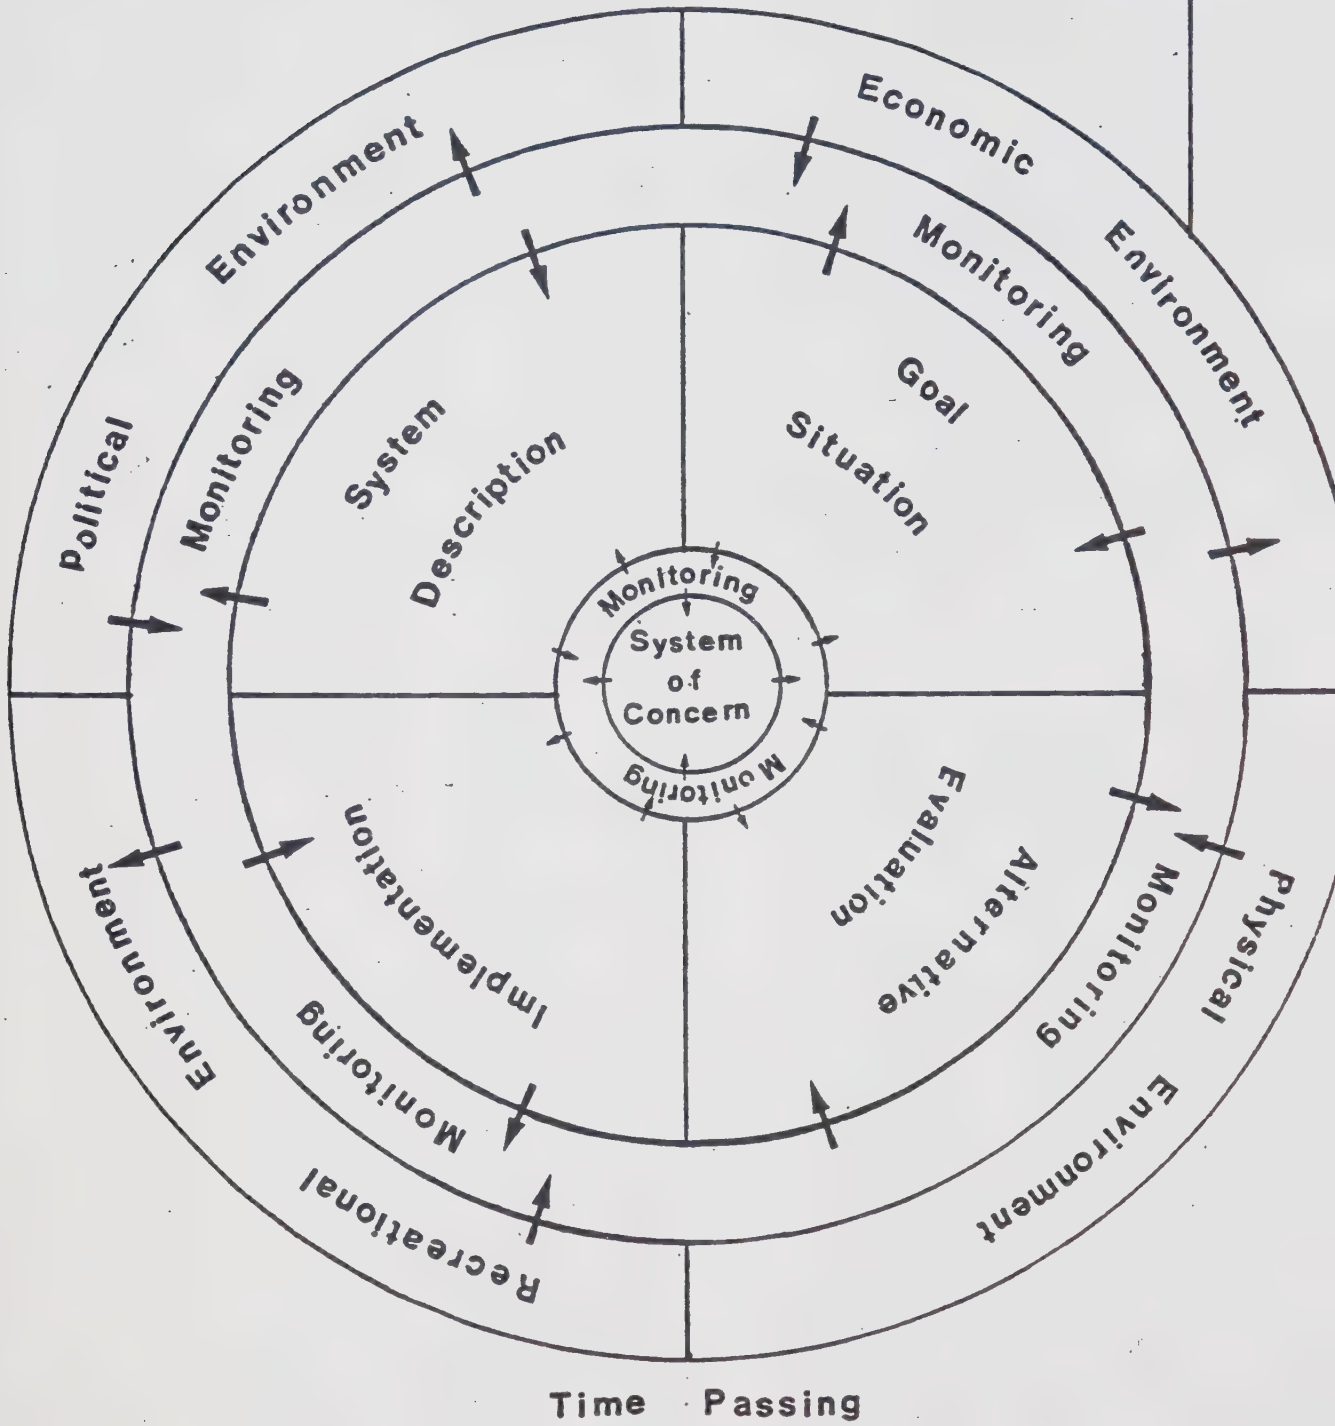 Political Environment
Economic Environment
Monitoring
Monitoring
System
Description
Goal
Situation
Monitoring
System
of
Concern
Monitoring
Implementation
Evaluation
Alternative
Monitoring
Monitoring
Recreational Environment
Physical Environment
Time Passing